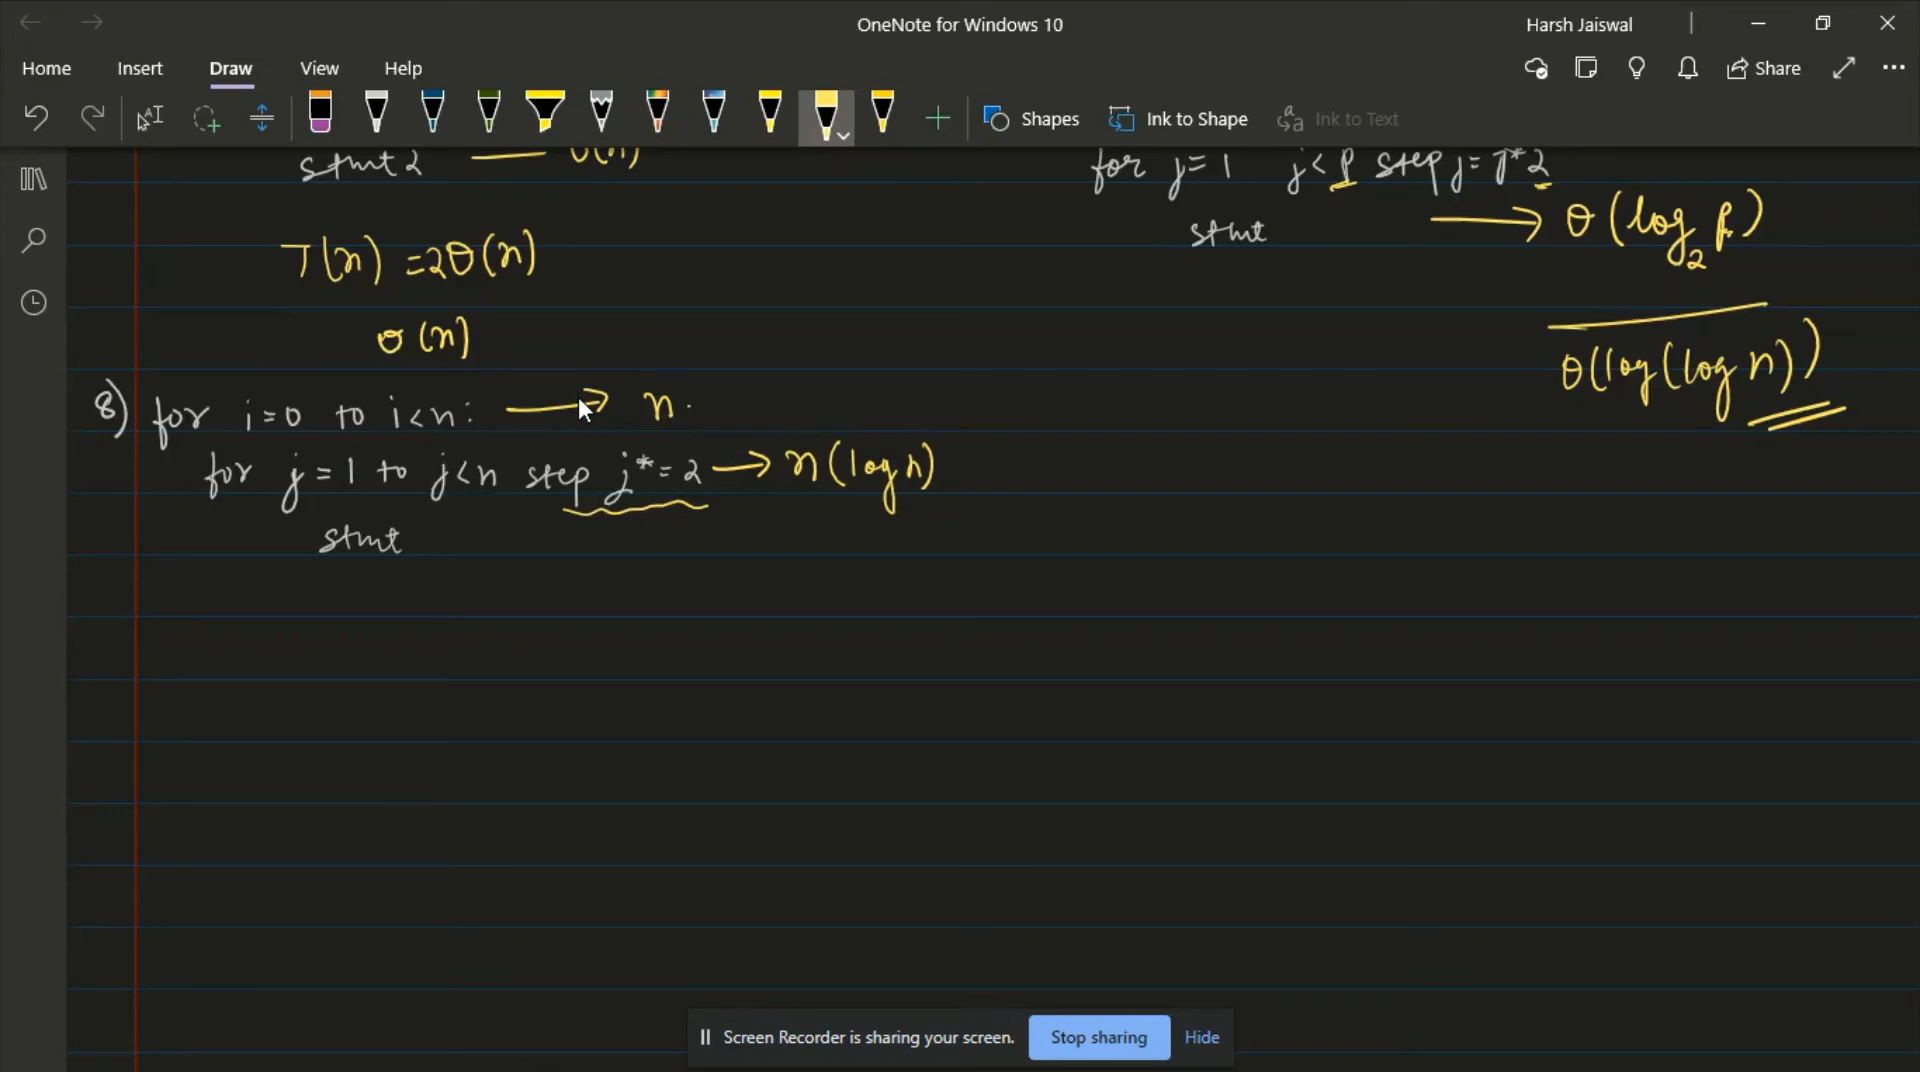 OneNote for Windows 10
Harsh Jaiswal
Home Insert Draw View Help
Share
Shapes Ink to Shape Ink to Text
stmt 2 — θ(n)
T(n) = 2θ(n)
θ(n)
for j=1 j<p step j=j*2
stmt → θ(log₂ p)
θ(log(log n))
8) for i=0 to i<n: → n.
for j=1 to j<n step j*=2 → n(log n)
stmt
Screen Recorder is sharing your screen. Stop sharing Hide